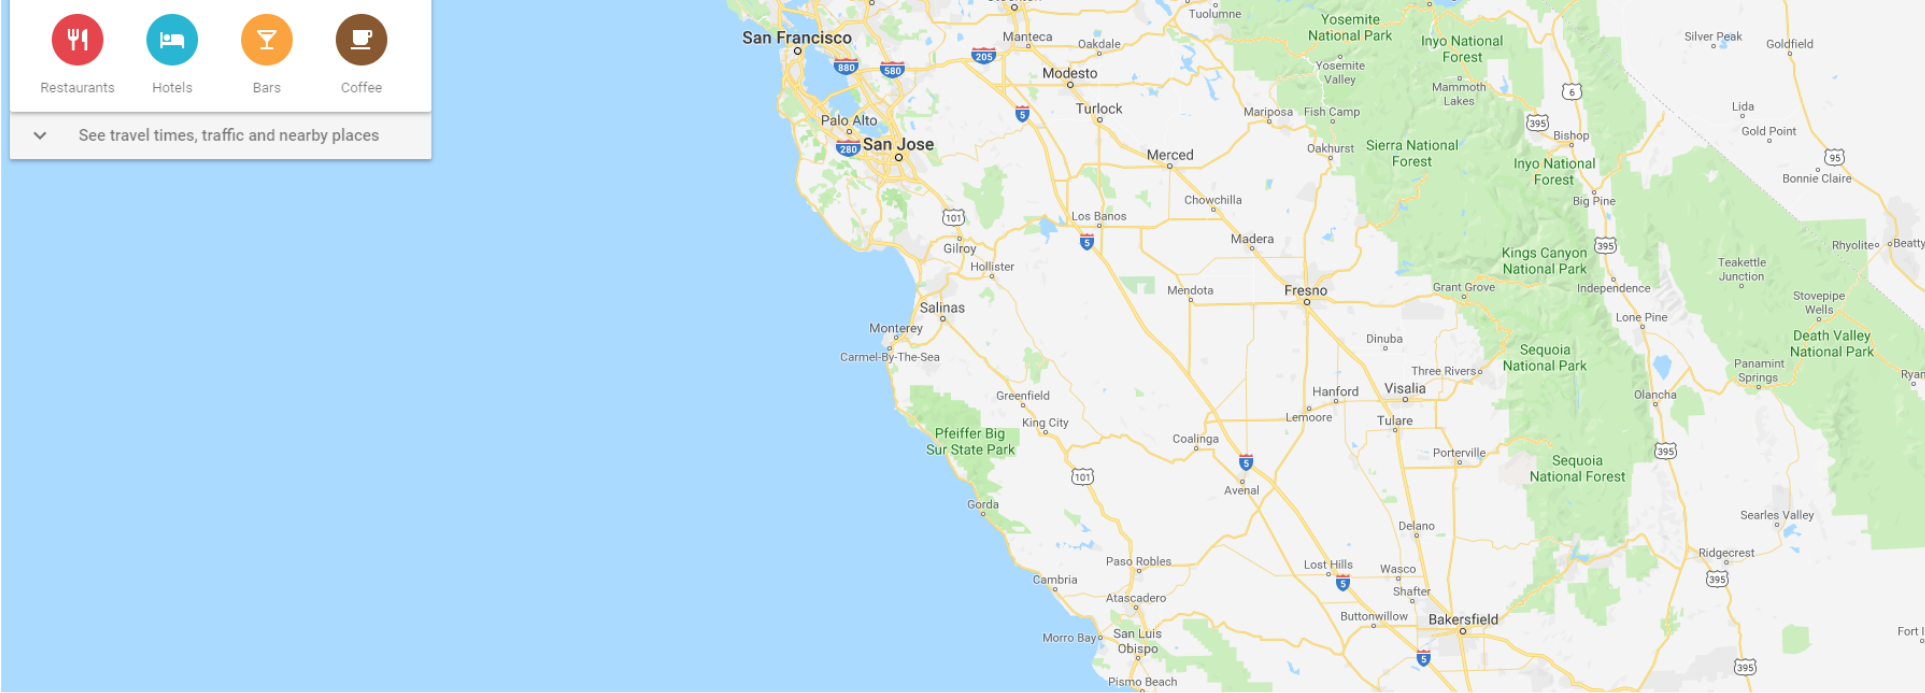 Restaurants
Hotels
Bars
Coffee
See travel times, traffic and nearby places
Tuolumne
Yosemite
National Park
San Francisco
Manteca
Oakdale
Inyo National
Forest
Silver Peak
Goldfield
880
580
205
Modesto
Yosemite
Valley
Mammoth
Lakes
6
Turlock
5
Mariposa
Fish Camp
Lida
Palo Alto
395
Bishop
Gold Point
280
San Jose
Merced
Oakhurst
Sierra National
Forest
Inyo National
Forest
95
Bonnie Claire
Chowchilla
Big Pine
101
Los Banos
5
Madera
Gilroy
395
Rhyolite
Beatty
Kings Canyon
National Park
Hollister
Teakettle
Junction
Mendota
Fresno
Grant Grove
Independence
Stovepipe
Wells
Salinas
Lone Pine
Monterey
Dinuba
Death Valley
National Park
Carmel-By-The-Sea
Sequoia
National Park
Three Rivers
Panamint
Springs
Greenfield
Hanford
Visalia
Olancha
King City
Lemoore
Tulare
Pfeiffer Big
Sur State Park
Coalinga
Porterville
395
5
Sequoia
National Forest
101
Avenal
Gorda
Searles Valley
Delano
Ridgecrest
Paso Robles
Lost Hills
Wasco
395
Cambria
5
Shafter
Atascadero
Buttonwillow
Bakersfield
Morro Bay
San Luis
Obispo
5
395
Pismo Beach